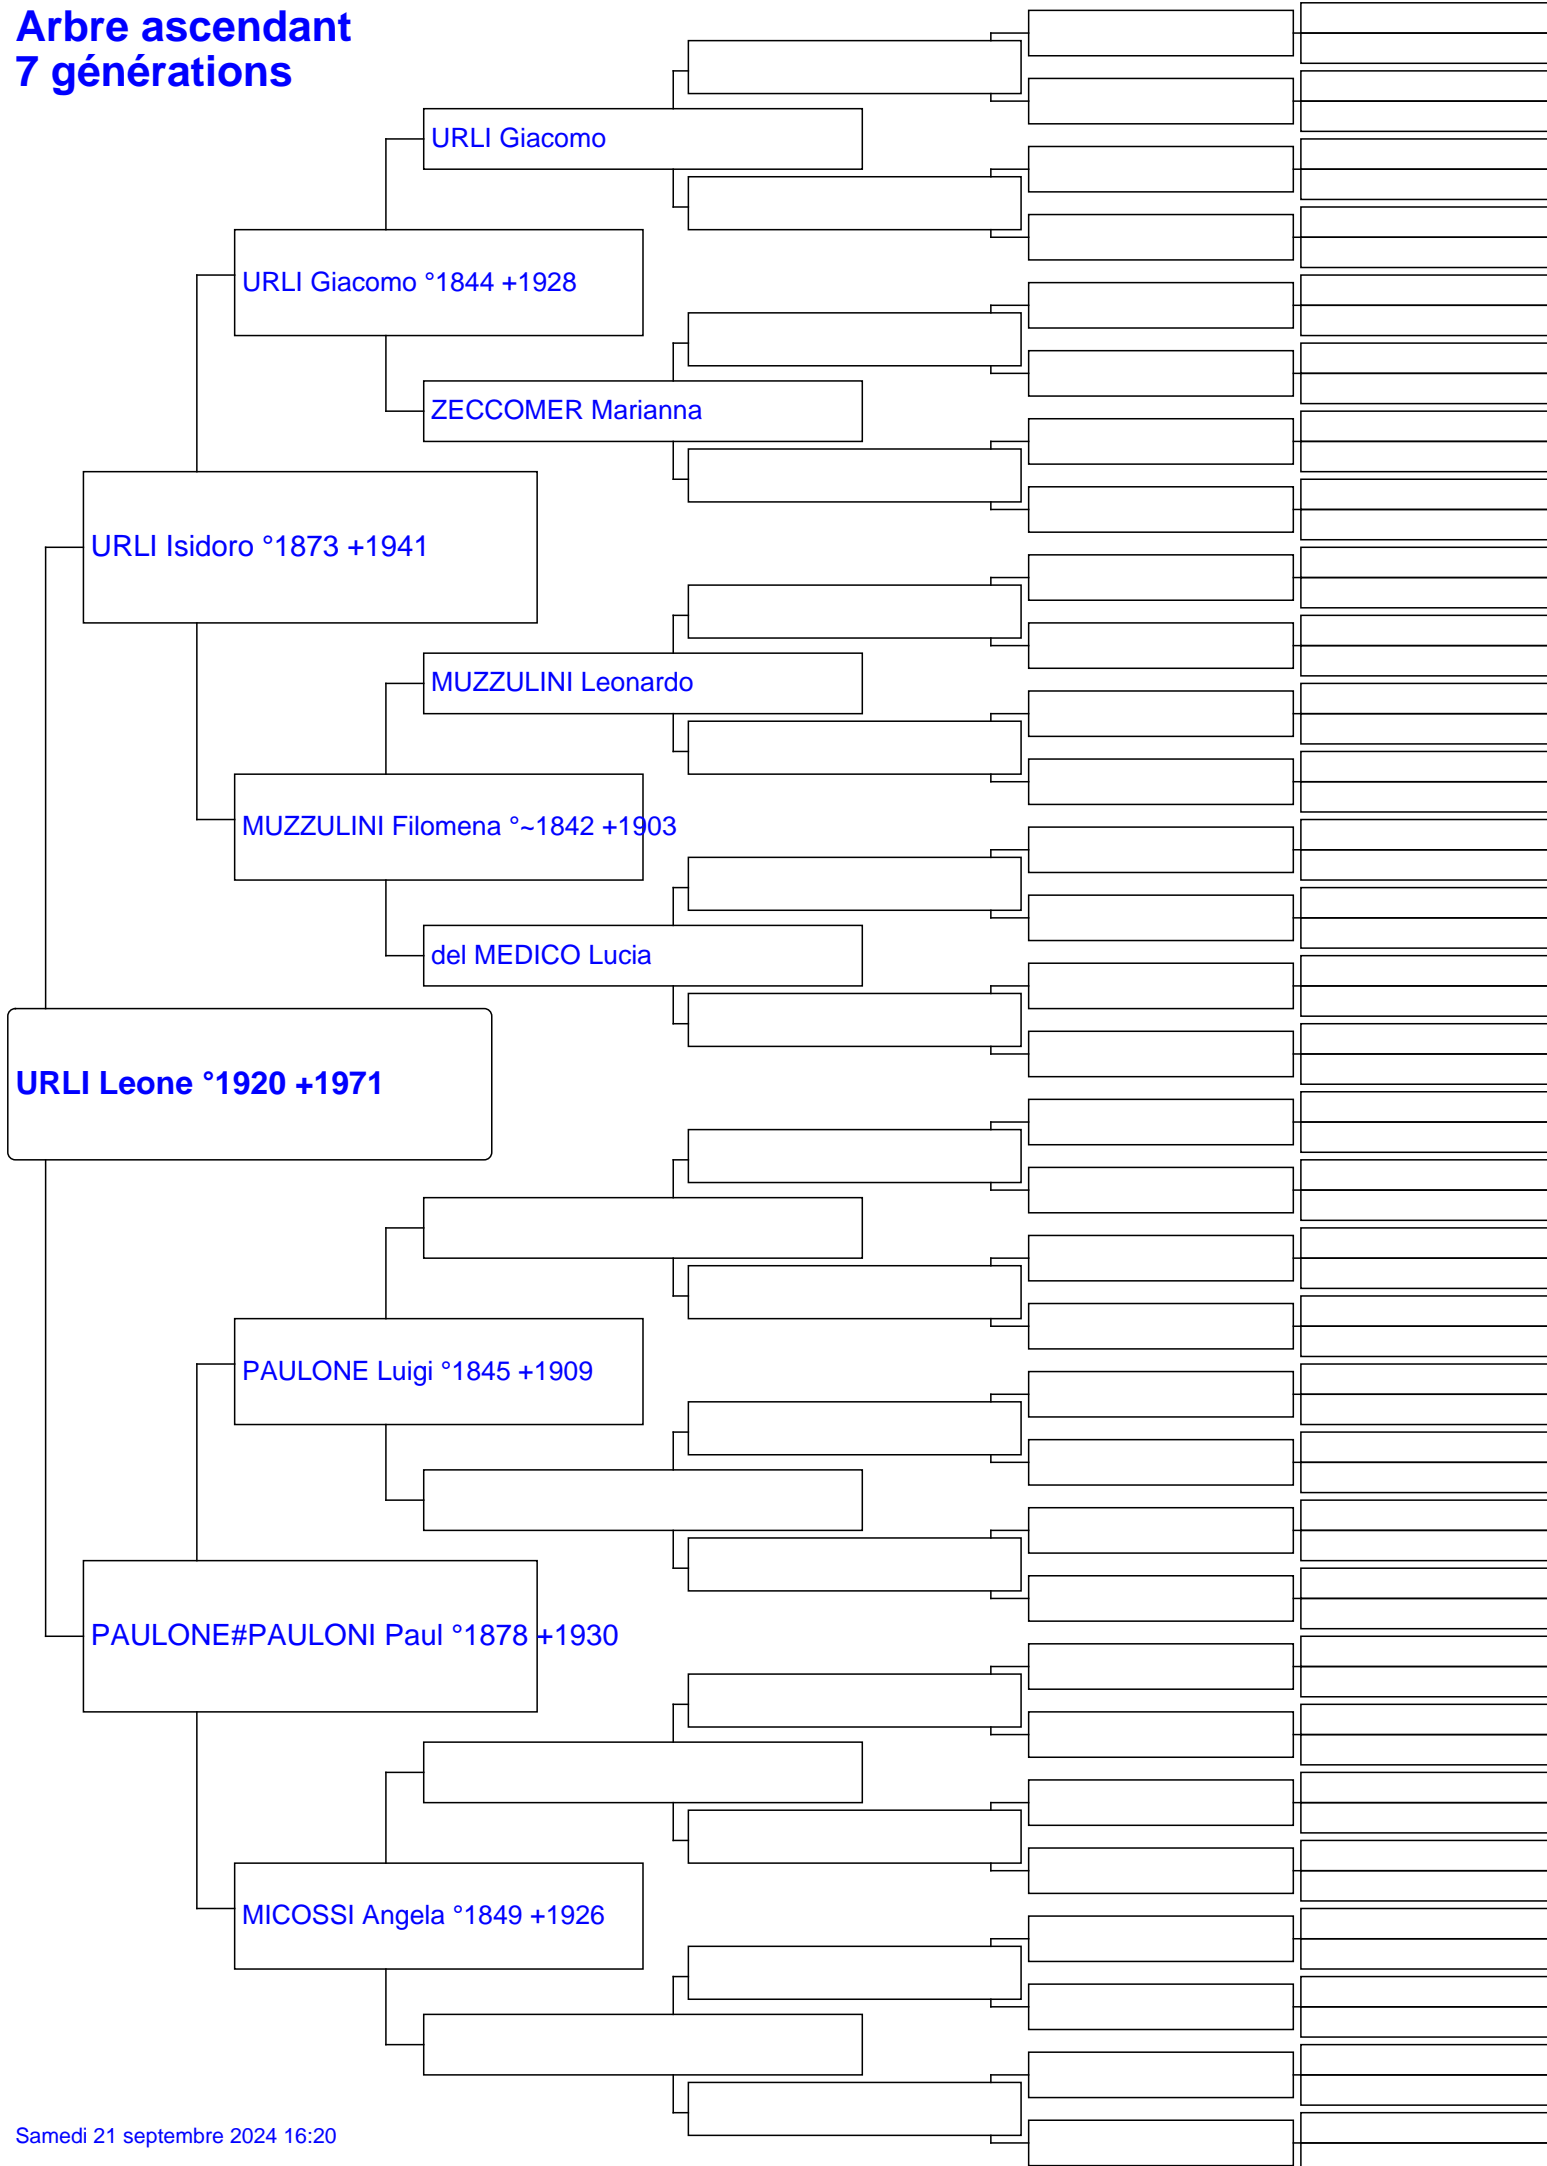 Arbre ascendant
7 générations
URLI Giacomo
URLI Giacomo °1844 +1928
ZECCOMER Marianna
URLI Isidoro °1873 +1941
MUZZULINI Leonardo
MUZZULINI Filomena °~1842 +1903
del MEDICO Lucia
URLI Leone °1920 +1971
PAULONE Luigi °1845 +1909
PAULONE#PAULONI Paul °1878 +1930
MICOSSI Angela °1849 +1926
Samedi 21 septembre 2024 16:20